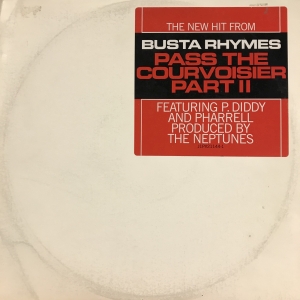 THE NEW HIT FROM
BUSTA RHYMES
PASS THE
COURVOISIER
PART II
FEATURING P. DIDDY
AND PHARRELL
PRODUCED BY
THE NEPTUNES